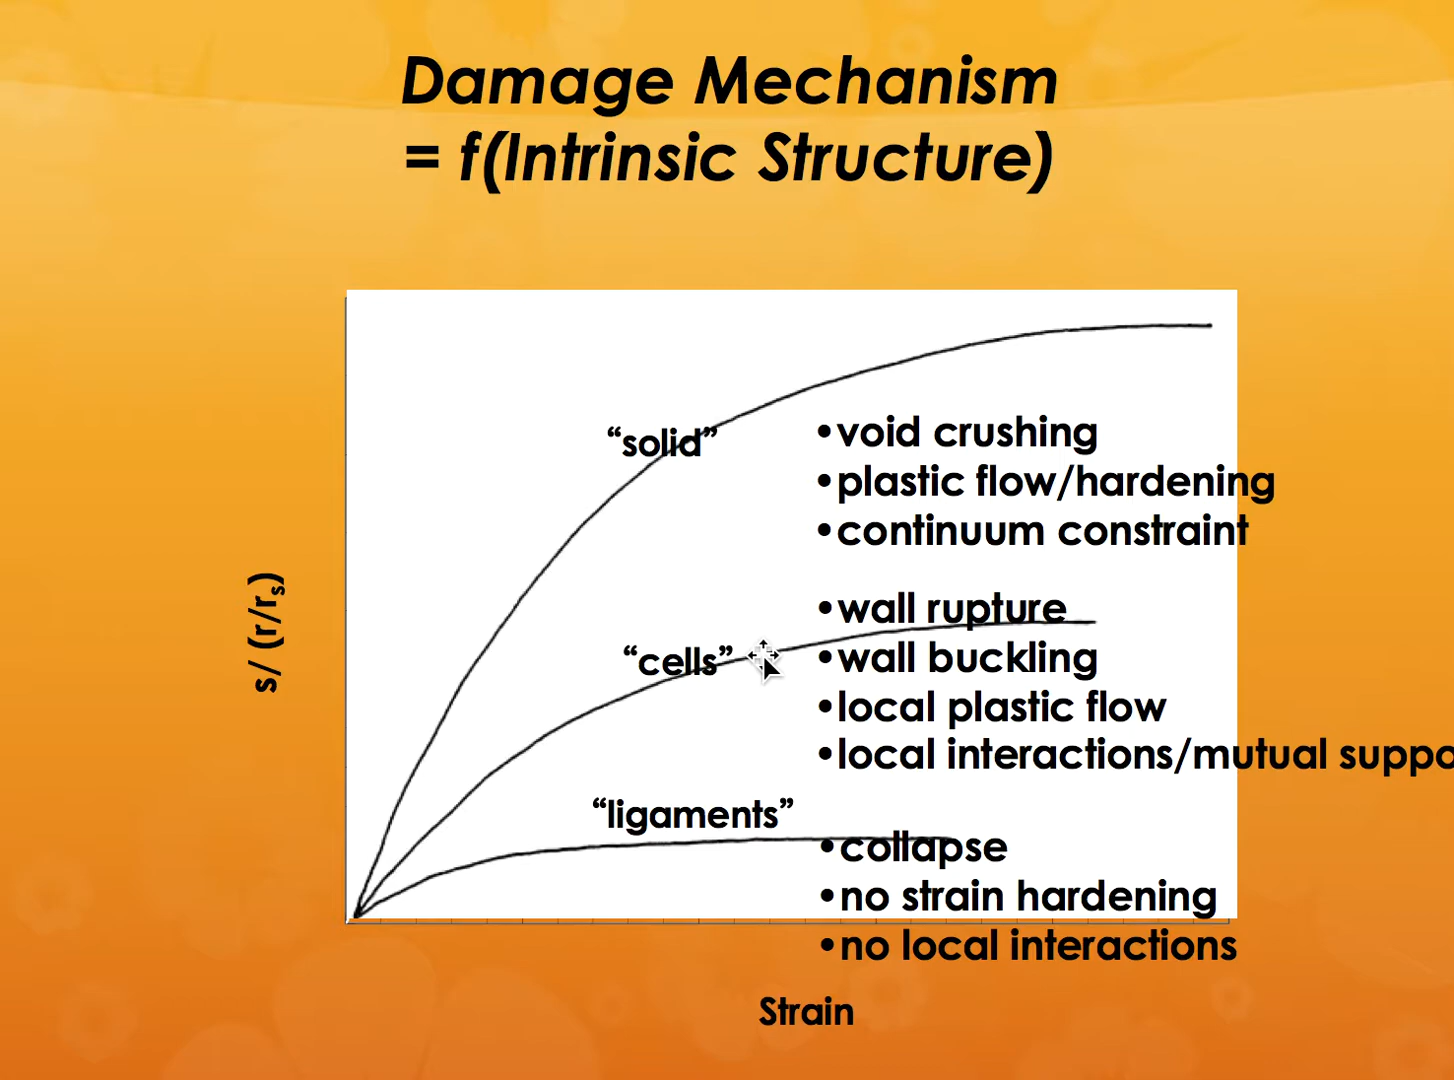 Damage Mechanism
= f(Intrinsic Structure)
“solid”
•void crushing
•plastic flow/hardening
•continuum constraint
s/ (r/rs)
•wall rupture
“cells”
•wall buckling
•local plastic flow
•local interactions/mutual
“ligaments”
•collapse
•no strain hardening
•no local interactions
Strain